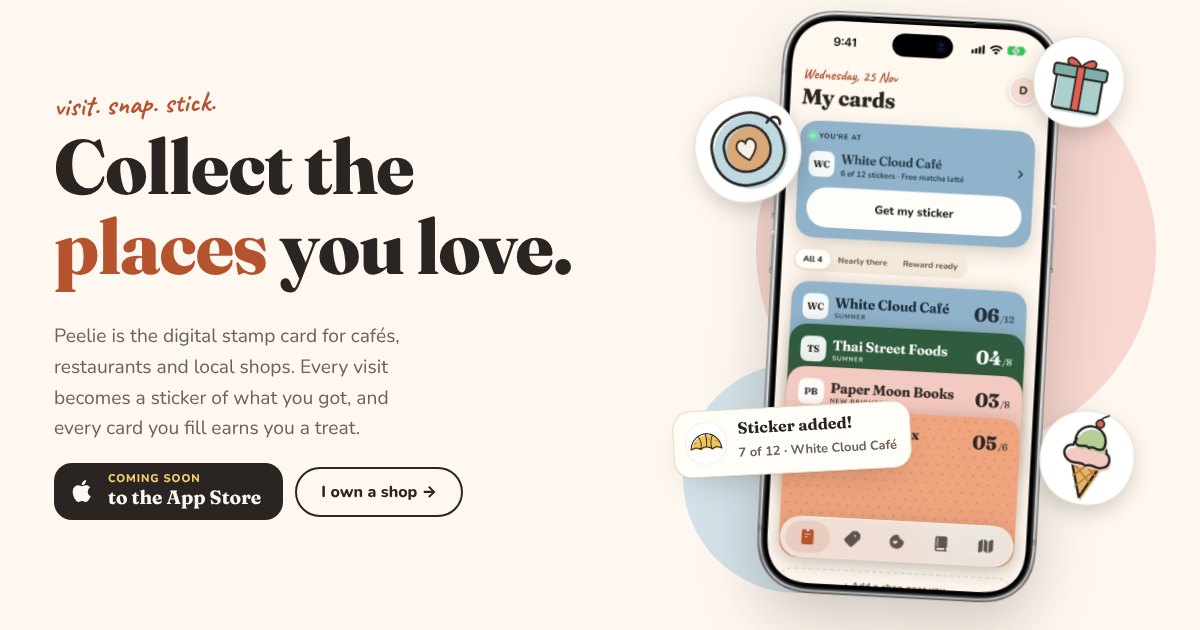 visit. snap. stick.
Collect the
places you love.
Peelie is the digital stamp card for cafés,
restaurants and local shops. Every visit
becomes a sticker of what you got, and
every card you fill earns you a treat.
COMING SOON
to the App Store
I own a shop →
9:41
Wednesday, 25 Nov
My cards
D
YOU'RE AT
WC
White Cloud Café
6 of 12 stickers · Free matcha latté
Get my sticker
All 4 Nearly there Reward ready
WC White Cloud Café 06/12
SUMNER
TS Thai Street Foods 04/8
SUMNER
PB Paper Moon Books 03/8
x 05/6
Sticker added!
7 of 12 · White Cloud Café